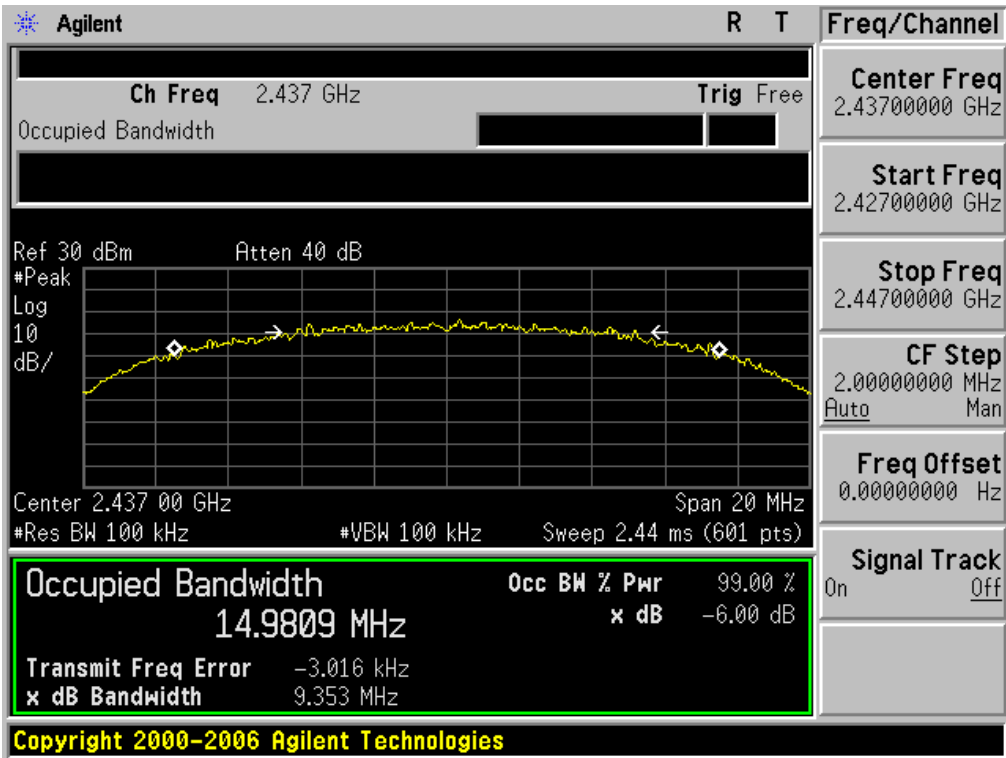 Agilent R T
Ch Freq 2.437 GHz Trig Free
Occupied Bandwidth
Ref 30 dBm Atten 40 dB
#Peak
Log
10
dB/
Center 2.437 00 GHz Span 20 MHz
#Res BW 100 kHz #VBW 100 kHz Sweep 2.44 ms (601 pts)
Occupied Bandwidth Occ BW % Pwr 99.00 %
14.9809 MHz x dB -6.00 dB
Transmit Freq Error -3.016 kHz
x dB Bandwidth 9.353 MHz
Copyright 2000-2006 Agilent Technologies
Freq/Channel
Center Freq
2.43700000 GHz
Start Freq
2.42700000 GHz
Stop Freq
2.44700000 GHz
CF Step
2.00000000 MHz
Auto Man
Freq Offset
0.00000000 Hz
Signal Track
On Off